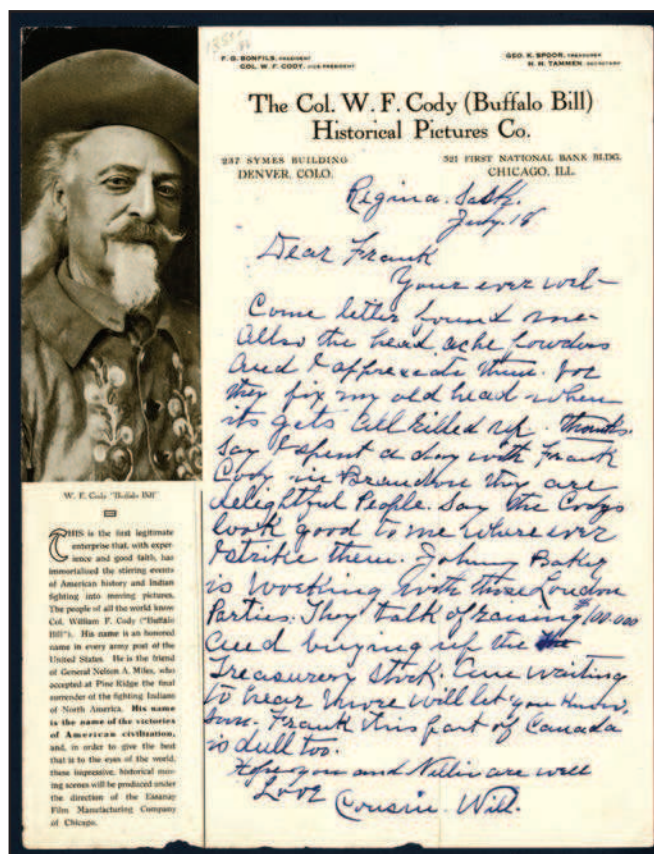 F. G. BONFILS, PRESIDENT
COL. W. F. CODY, VICE-PRESIDENT
GEO. K. SPOOR, TREASURER
H. H. TAMMEN, SECRETARY
The Col. W. F. Cody (Buffalo Bill)
Historical Pictures Co.
237 SYMES BUILDING
DENVER, COLO.
521 FIRST NATIONAL BANK BLDG.
CHICAGO, ILL.
Regina. Sask.
July. 18
Dear Frank
Your ever wel-
Come letter found me-
Allso the head ache Powders
And I appreciate them. for
they fix my old head when
its gets all filled up. thanks.
Say I spent a day with Frank
Cody in Brandon they are
delightful People. Say the Codys
look good to me where ever
I strike them. Johnny Baker
is Working with those London
Parties. They talk of raising $100.000
And buying up the the
Treasurery Stock. Am waiting
to hear more will let you know.
Frank this part of Canada
is dull too.
Hope you and Nellie are well
Love Cousin. Will.
W. F. Cody "Buffalo Bill"
THIS is the first legitimate
enterprise that, with exper-
ience and good faith, has
immortalized the stirring events
of American history and Indian
fighting into moving pictures.
The people of all the world know
Col. William F. Cody ("Buffalo
Bill"). His name is an honored
name in every army post of the
United States. He is the friend
of General Nelson A. Miles, who
accepted at Pine Ridge the final
surrender of the fighting Indians
of North America. His name
is the name of the victories
of American civilization,
and, in order to give the best
that is to the eyes of the world,
these impressive, historical mov-
ing scenes will be produced under
the direction of the Essanay
Film Manufacturing Company
of Chicago.